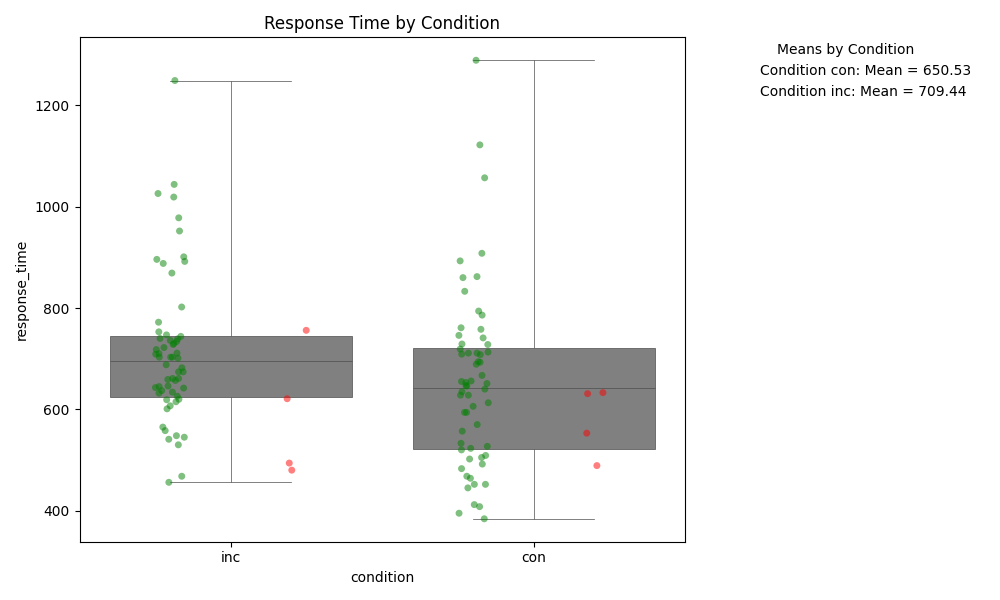 Response Time by Condition
Means by Condition
Condition con: Mean = 650.53
Condition inc: Mean = 709.44
response_time
1200
1000
800
600
400
inc
con
condition